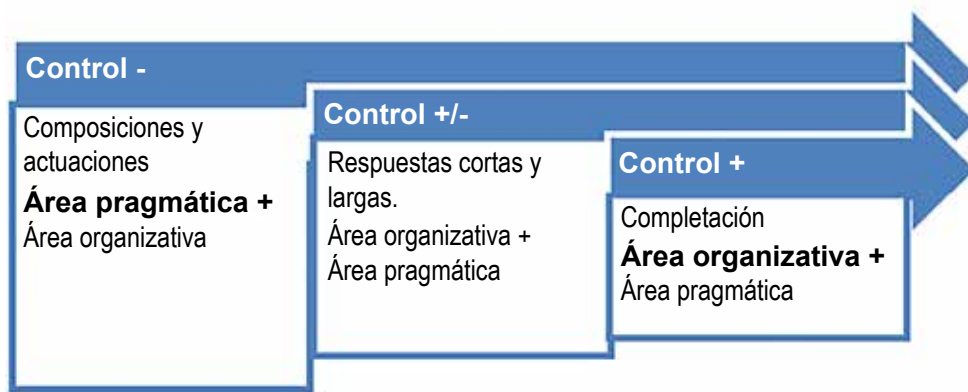 Control -
Composiciones y
actuaciones
Área pragmática +
Área organizativa
Control +/-
Respuestas cortas y
largas.
Área organizativa +
Área pragmática
Control +
Completación
Área organizativa +
Área pragmática